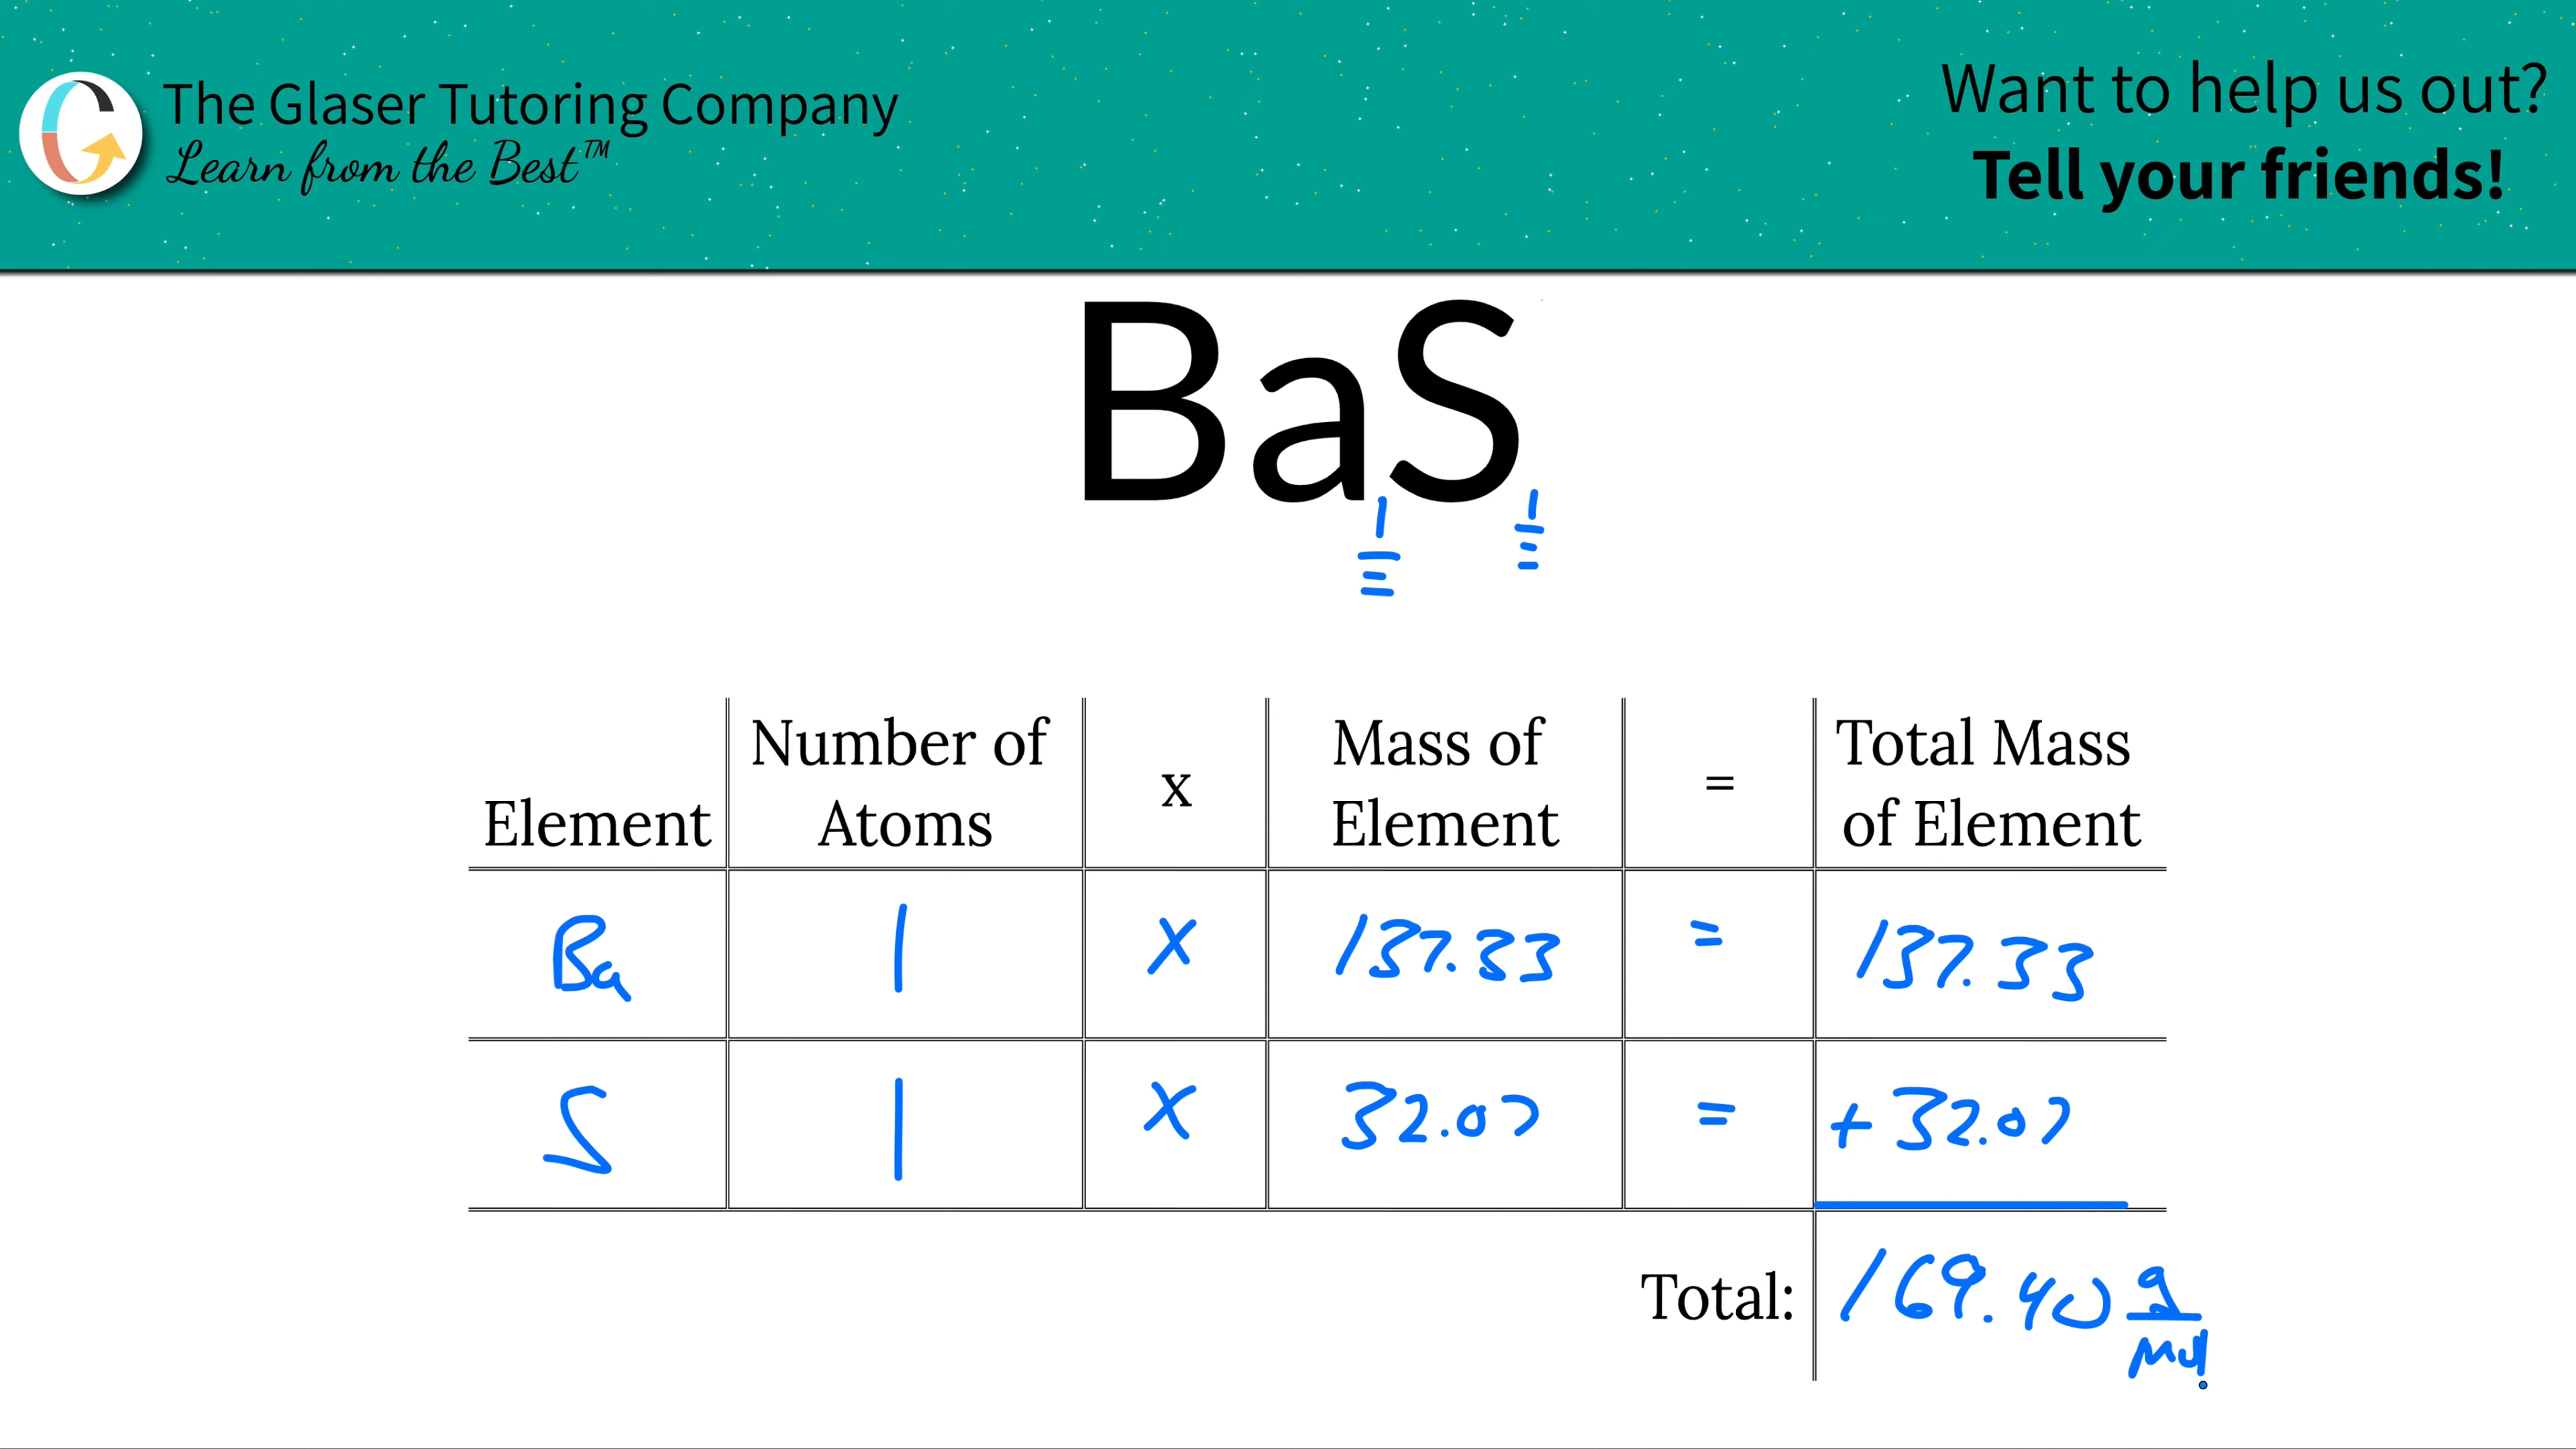 The Glaser Tutoring Company
Learn from the Best™
Want to help us out?
Tell your friends!
BaS
1 1
Element Number of Atoms x Mass of Element = Total Mass of Element
Ba 1 x 137.33 = 137.33
S 1 x 32.07 = + 32.07
Total: 169.40 g/mol